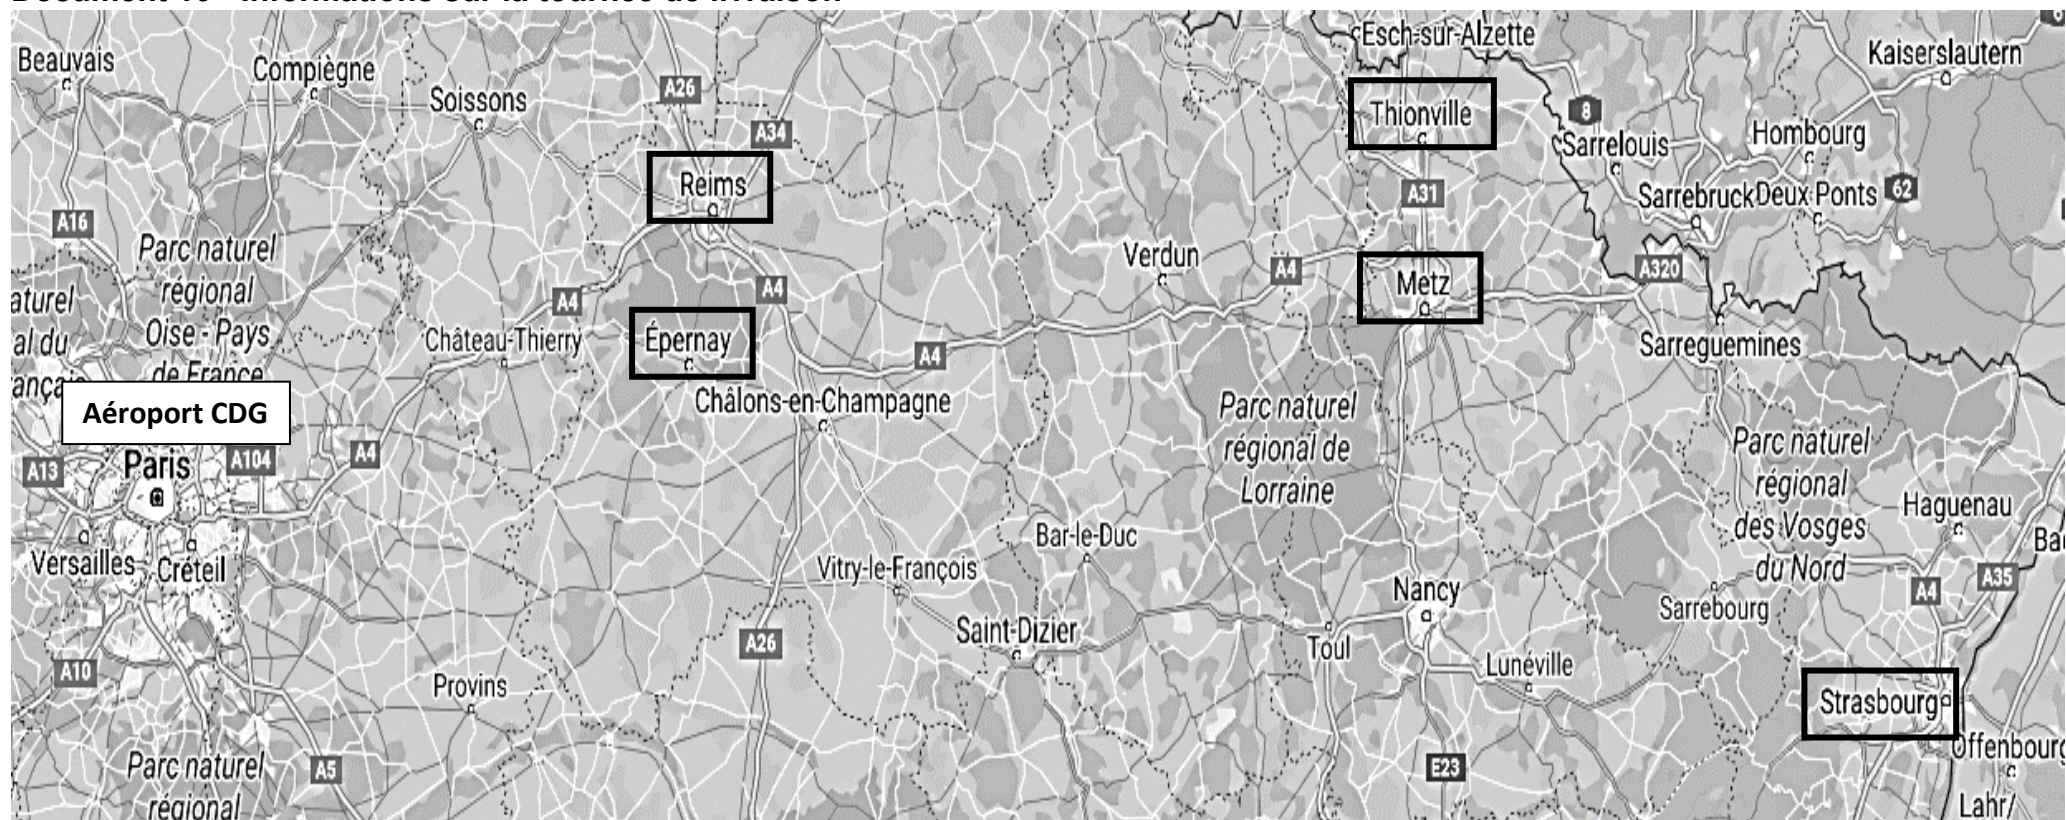 Beauvais
Compiègne
Soissons
A26
A34
Reims
Esch-sur-Alzette
Thionville
8
Sarrelouis
Hombourg
Kaiserslautern
A31
Sarrebruck
Deux-Ponts
62
A16
Parc naturel
régional
Oise - Pays
de France
aturel
al du
ançai
A4
A4
Verdun
A4
Metz
A320
Château-Thierry
Épernay
A4
Sarreguemines
Aéroport CDG
Châlons-en-Champagne
Parc naturel
régional de
Lorraine
Parc naturel
régional
des Vosges
du Nord
A13
Paris
A104
A4
Haguenau
Versailles
Créteil
Vitry-le-François
Bar-le-Duc
Nancy
Sarrebourg
A4
A35
A10
A26
Saint-Dizier
Toul
Lunéville
Provins
Strasbourg
Offenbourg
Parc naturel
régional
A5
E23
Lahr/